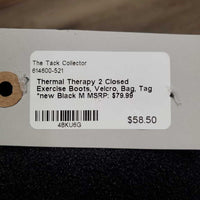 The Tack Collector
614600-521
Thermal Therapy 2 Closed
Exercise Boots, Velcro, Bag, Tag
*new Black M MSRP: $79.99
48KU6G
$58.50